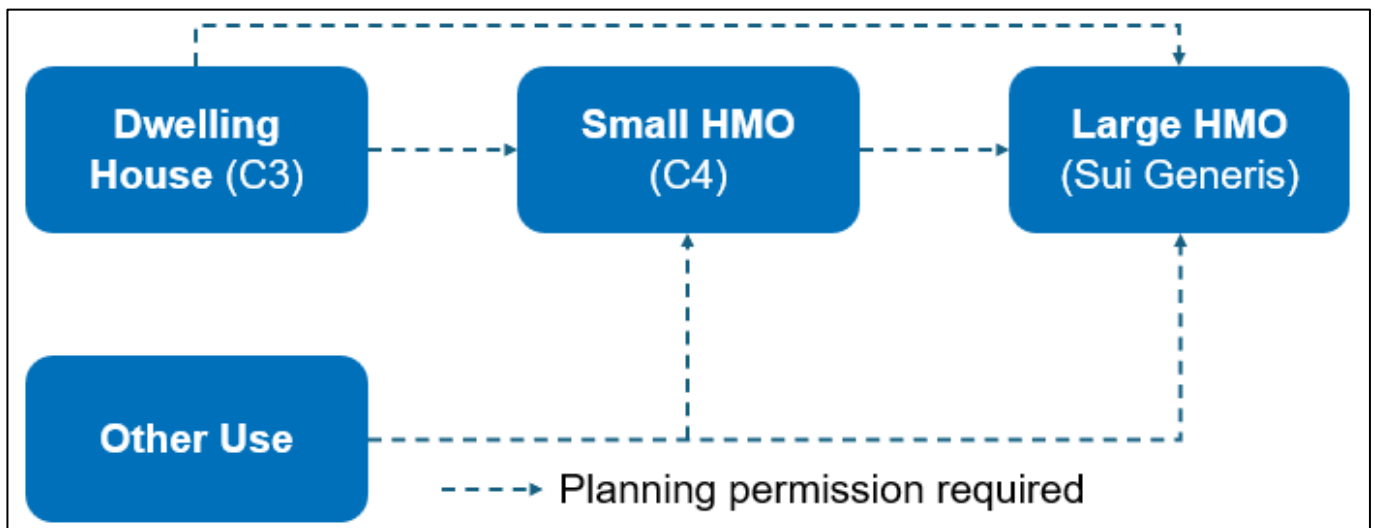 Dwelling
House (C3)
Small HMO
(C4)
Large HMO
(Sui Generis)
Other Use
Planning permission required